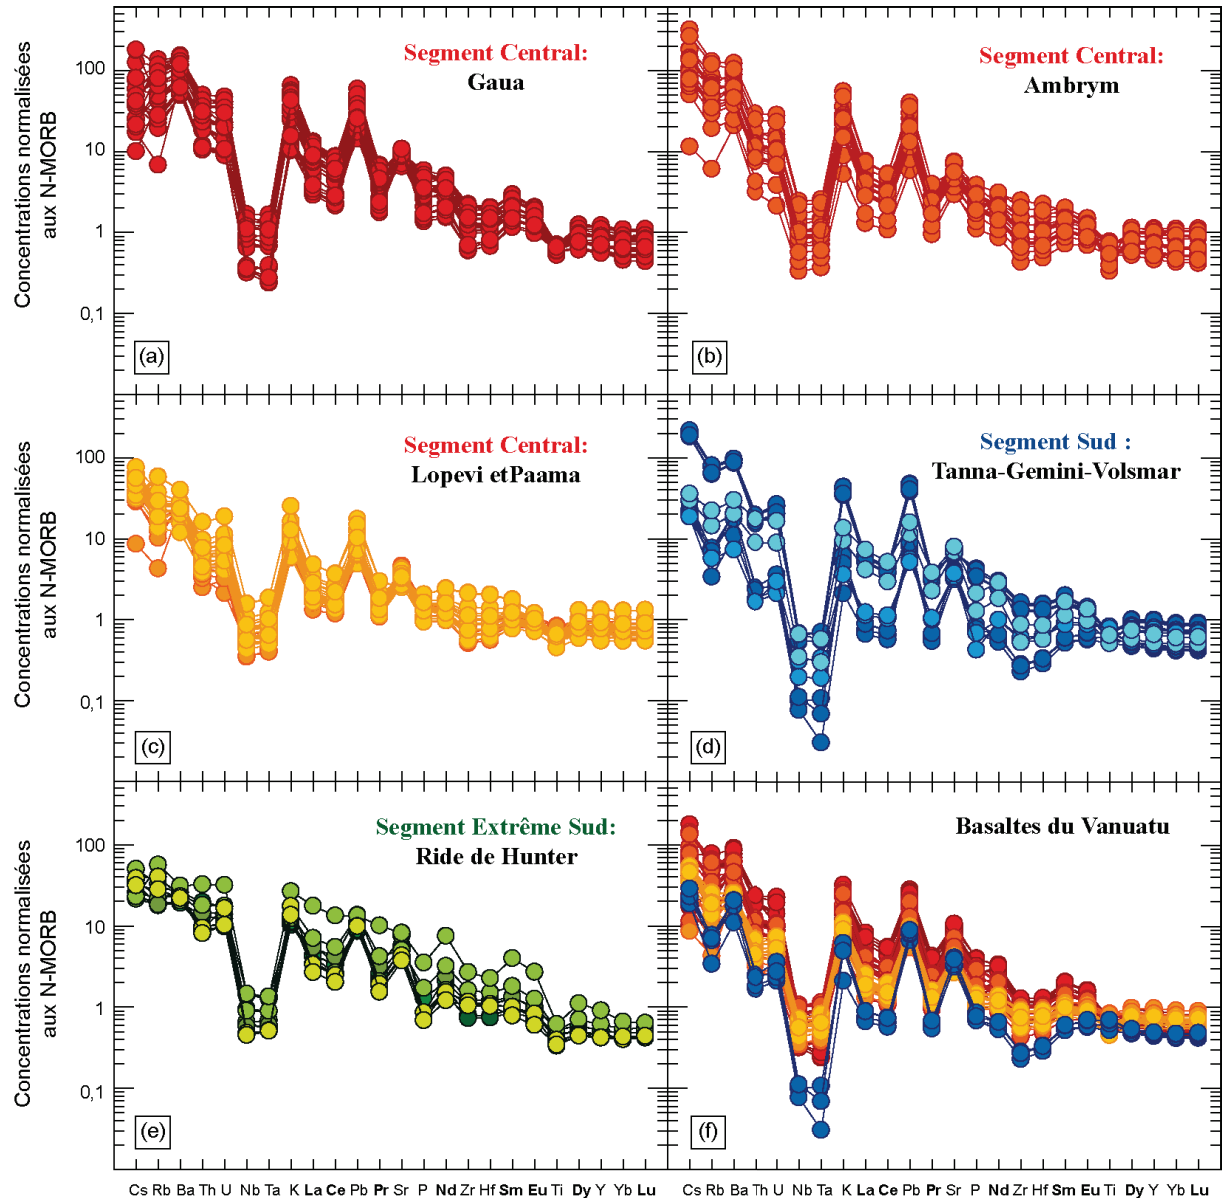 Concentrations normalisées
aux N-MORB
100
10
1
0,1
Segment Central:
Gaua
(a)
Segment Central:
Ambrym
(b)
Concentrations normalisées
aux N-MORB
100
10
1
0,1
Segment Central:
Lopevi etPaama
(c)
Segment Sud :
Tanna-Gemini-Volsmar
(d)
Concentrations normalisées
aux N-MORB
100
10
1
0,1
Segment Extrême Sud:
Ride de Hunter
(e)
Basaltes du Vanuatu
(f)
Cs Rb Ba Th U Nb Ta K La Ce Pb Pr Sr P Nd Zr Hf Sm Eu Ti Dy Y Yb Lu
Cs Rb Ba Th U Nb Ta K La Ce Pb Pr Sr P Nd Zr Hf Sm Eu Ti Dy Y Yb Lu